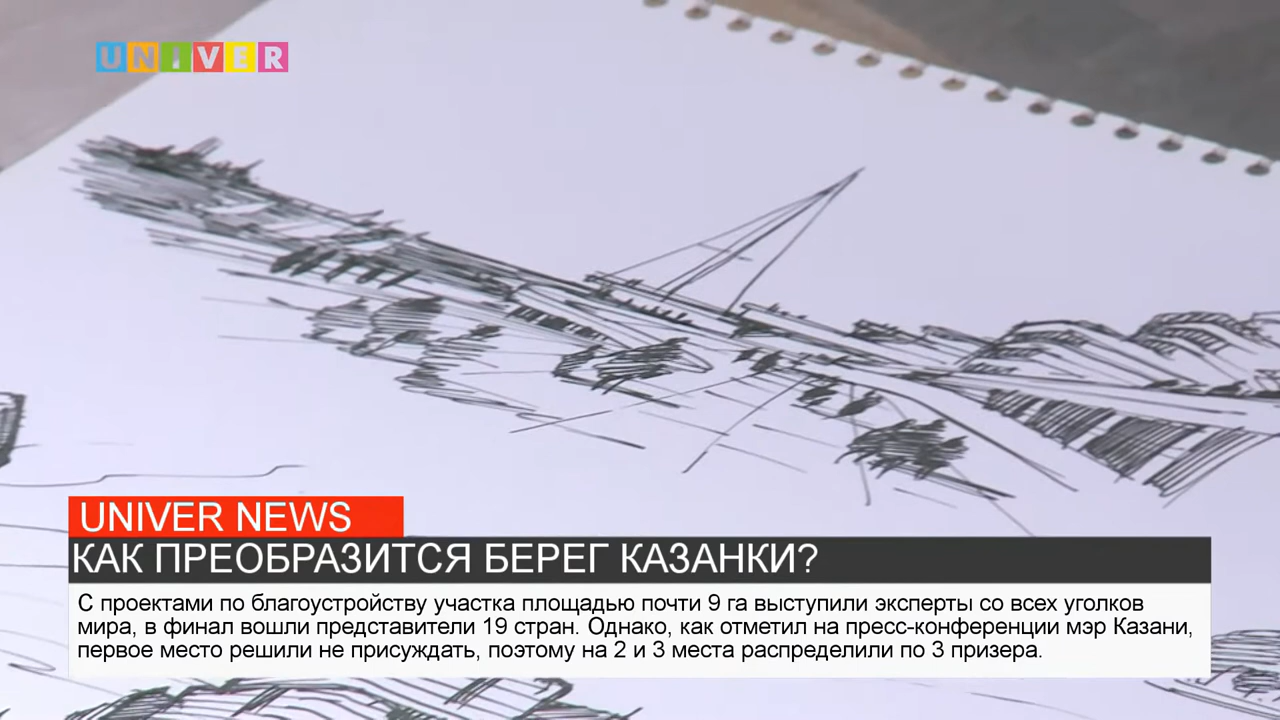 UNIVER
UNIVER NEWS
КАК ПРЕОБРАЗИТСЯ БЕРЕГ КАЗАНКИ?
С проектами по благоустройству участка площадью почти 9 га выступили эксперты со всех уголков
мира, в финал вошли представители 19 стран. Однако, как отметил на пресс-конференции мэр Казани,
первое место решили не присуждать, поэтому на 2 и 3 места распределили по 3 призера.